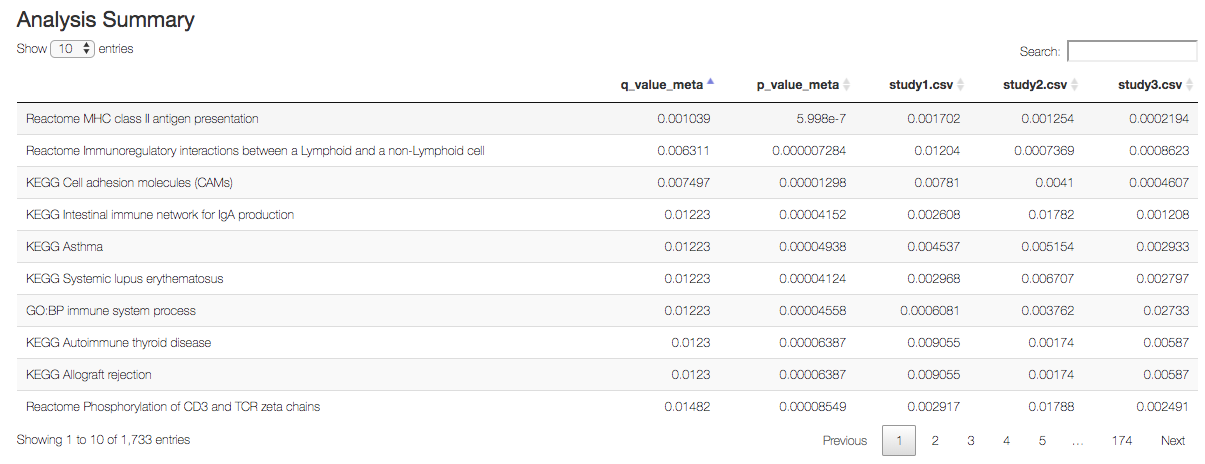 Analysis Summary
Show 10 entries Search:
q_value_meta p_value_meta study1.csv study2.csv study3.csv
Reactome MHC class II antigen presentation 0.001039 5.998e-7 0.001702 0.001254 0.0002194
Reactome Immunoregulatory interactions between a Lymphoid and a non-Lymphoid cell 0.006311 0.000007284 0.01204 0.0007369 0.0008623
KEGG Cell adhesion molecules (CAMs) 0.007497 0.00001298 0.00781 0.0041 0.0004607
KEGG Intestinal immune network for IgA production 0.01223 0.00004152 0.002608 0.01782 0.001208
KEGG Asthma 0.01223 0.00004938 0.004537 0.005154 0.002933
KEGG Systemic lupus erythematosus 0.01223 0.00004124 0.002968 0.006707 0.002797
GO:BP immune system process 0.01223 0.00004558 0.0006081 0.003762 0.02733
KEGG Autoimmune thyroid disease 0.0123 0.00006387 0.009055 0.00174 0.00587
KEGG Allograft rejection 0.0123 0.00006387 0.009055 0.00174 0.00587
Reactome Phosphorylation of CD3 and TCR zeta chains 0.01482 0.00008549 0.002917 0.01788 0.002491
Showing 1 to 10 of 1,733 entries Previous 1 2 3 4 5 … 174 Next